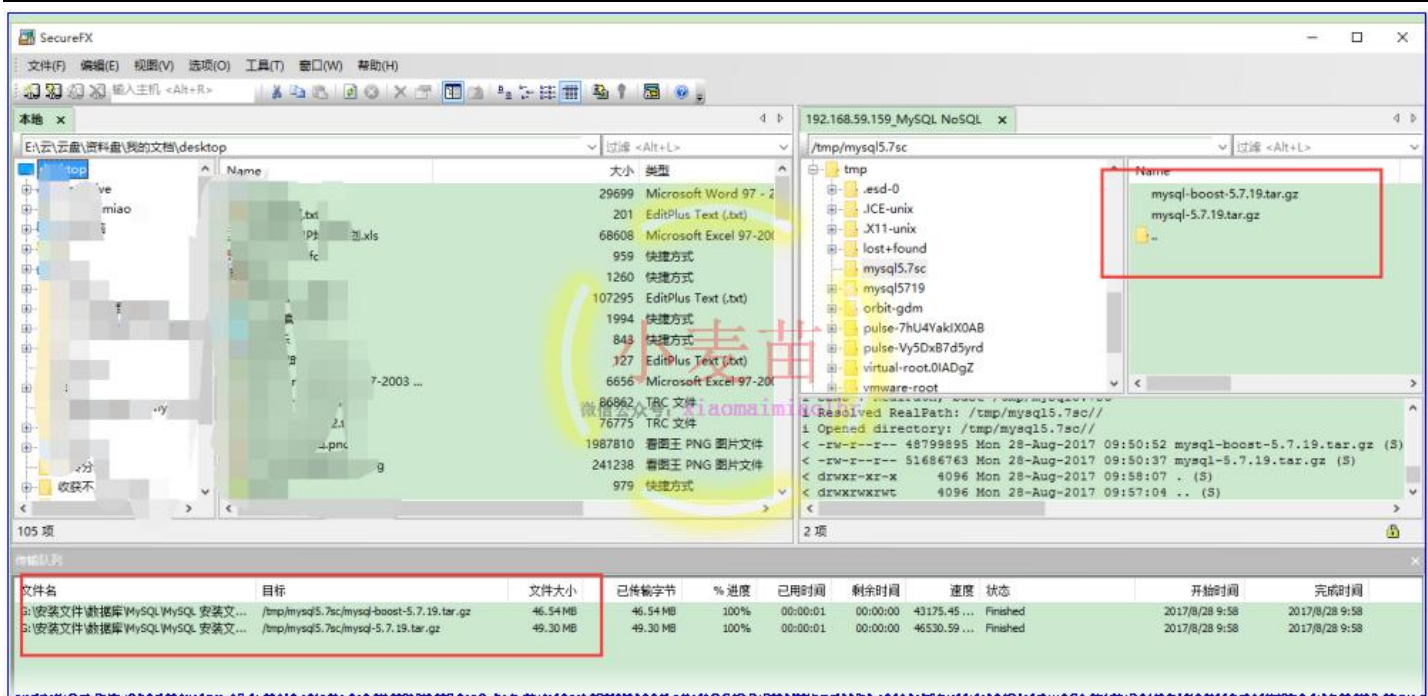 SecureFX
文件(F) 编辑(E) 视图(V) 选项(O) 工具(T) 窗口(W) 帮助(H)
输入主机 <Alt+R>
本地
E:\云\云盘\资料盘\我的文档\desktop
过滤 <Alt+L>
Name 大小 类型
miao
收获不
29699 Microsoft Word 97 - 2
.txt 201 EditPlus Text (.txt)
.xls 68608 Microsoft Excel 97-200
959 快捷方式
1260 快捷方式
107295 EditPlus Text (.txt)
1994 快捷方式
843 快捷方式
127 EditPlus Text (.txt)
7-2003 ... 6656 Microsoft Excel 97-200
86862 TRC 文件
76775 TRC 文件
1987810 看图王 PNG 图片文件
241238 看图王 PNG 图片文件
979 快捷方式
105 项
192.168.59.159_MySQL NoSQL
/tmp/mysql5.7sc
过滤 <Alt+L>
tmp
.esd-0
.ICE-unix
.X11-unix
lost+found
mysql5.7sc
mysql5719
orbit-gdm
pulse-7hU4YakIX0AB
pulse-Vy5DxB7d5yrd
virtual-root.0IADgZ
vmware-root
Name
mysql-boost-5.7.19.tar.gz
mysql-5.7.19.tar.gz
..
i Resolved RealPath: /tmp/mysql5.7sc//
i Opened directory: /tmp/mysql5.7sc//
< -rw-r--r-- 48799895 Mon 28-Aug-2017 09:50:52 mysql-boost-5.7.19.tar.gz (S)
< -rw-r--r-- 51686763 Mon 28-Aug-2017 09:50:37 mysql-5.7.19.tar.gz (S)
< drwxr-xr-x 4096 Mon 28-Aug-2017 09:58:07 . (S)
< drwxrwxrwt 4096 Mon 28-Aug-2017 09:57:04 .. (S)
2 项
小麦苗
微信公众号：xiaomaimiaolhr
传输队列
文件名 目标 文件大小 已传输字节 % 进度 已用时间 剩余时间 速度 状态 开始时间 完成时间
G:\安装文件\数据库\MySQL\MySQL 安装文... /tmp/mysql5.7sc/mysql-boost-5.7.19.tar.gz 46.54 MB 46.54 MB 100% 00:00:01 00:00:00 43175.45 ... Finished 2017/8/28 9:58 2017/8/28 9:58
G:\安装文件\数据库\MySQL\MySQL 安装文... /tmp/mysql5.7sc/mysql-5.7.19.tar.gz 49.30 MB 49.30 MB 100% 00:00:01 00:00:00 46530.59 ... Finished 2017/8/28 9:58 2017/8/28 9:58